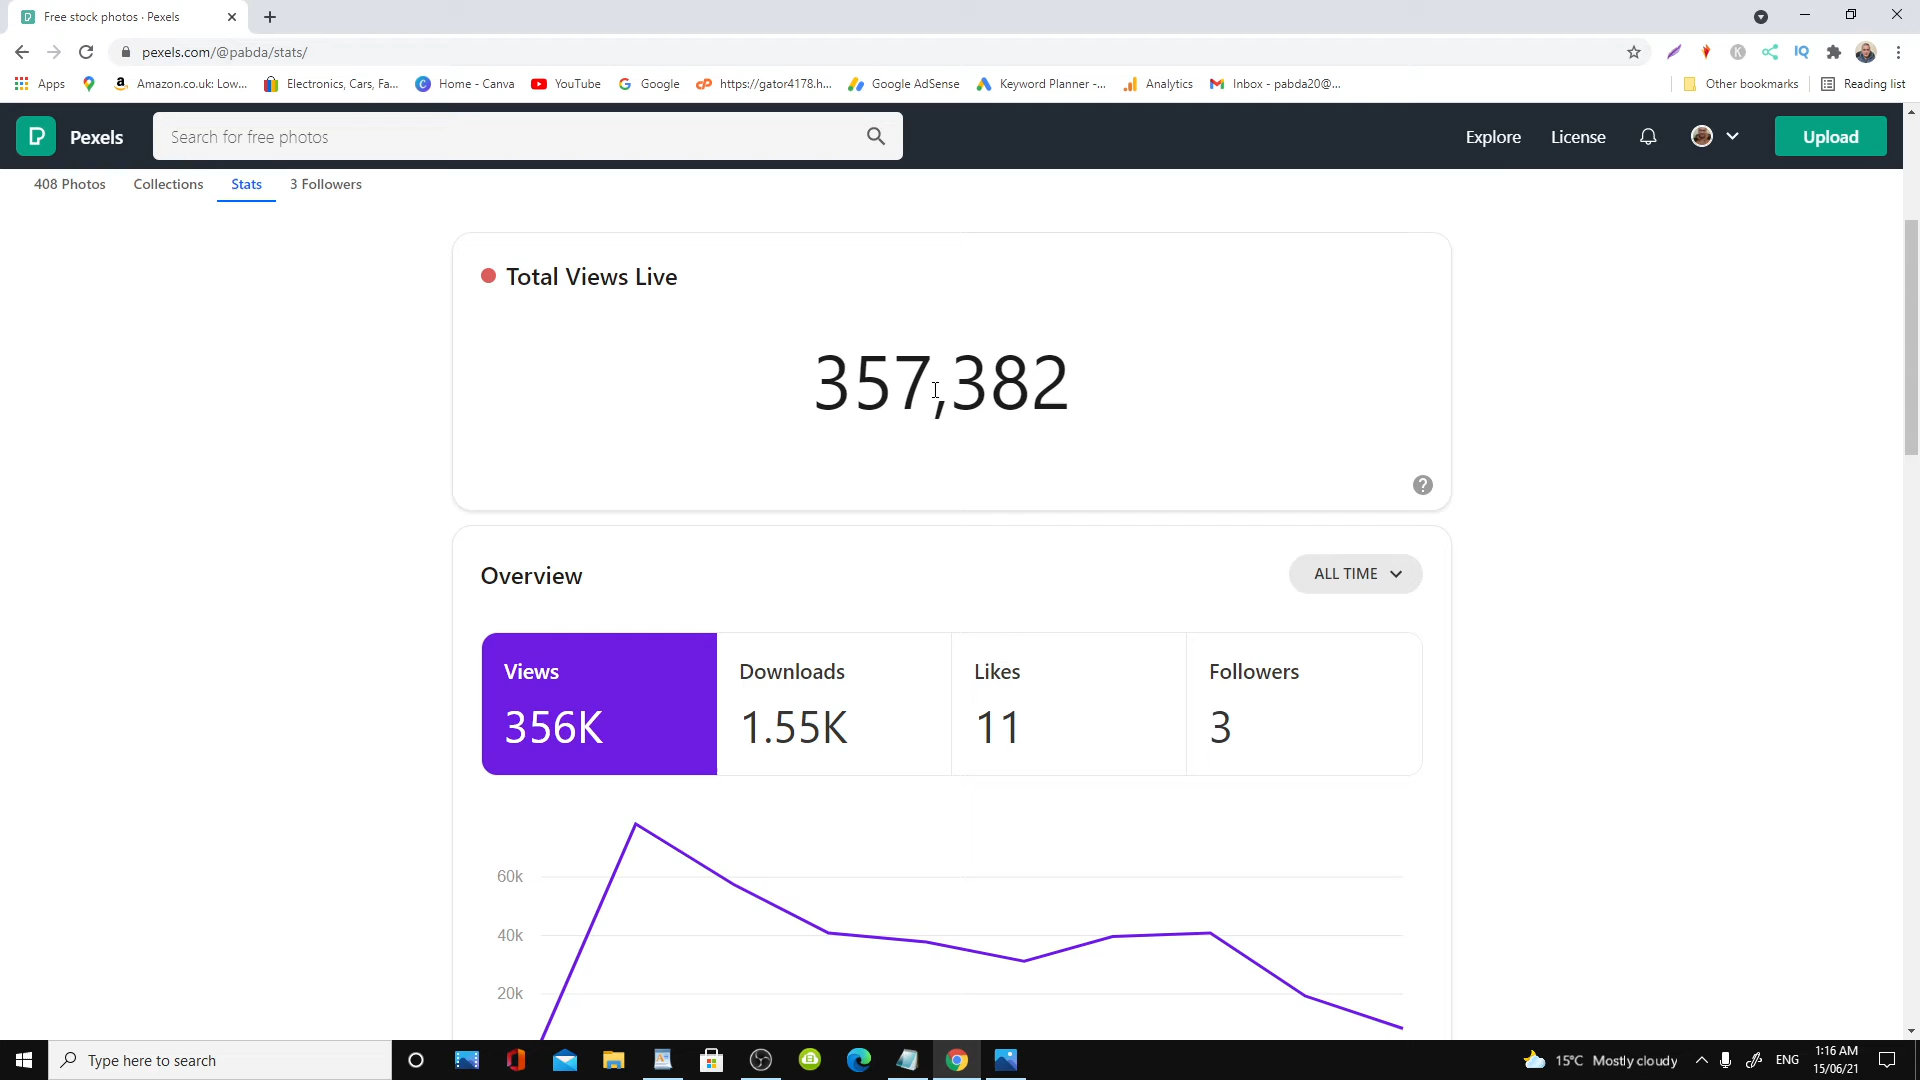 Free stock photos · Pexels
pexels.com/@pabda/stats/
Apps
Amazon.co.uk: Low...
Electronics, Cars, Fa...
Home - Canva
YouTube
Google
https://gator4178.h...
Google AdSense
Keyword Planner -...
Analytics
Inbox - pabda20@...
Other bookmarks
Reading list
Pexels
Search for free photos
Explore
License
Upload
408 Photos
Collections
Stats
3 Followers
Total Views Live
357,382
Overview
ALL TIME
Views
Downloads
Likes
Followers
356K
1.55K
11
3
60k
40k
20k
Type here to search
15°C Mostly cloudy
ENG
1:16 AM
15/06/21